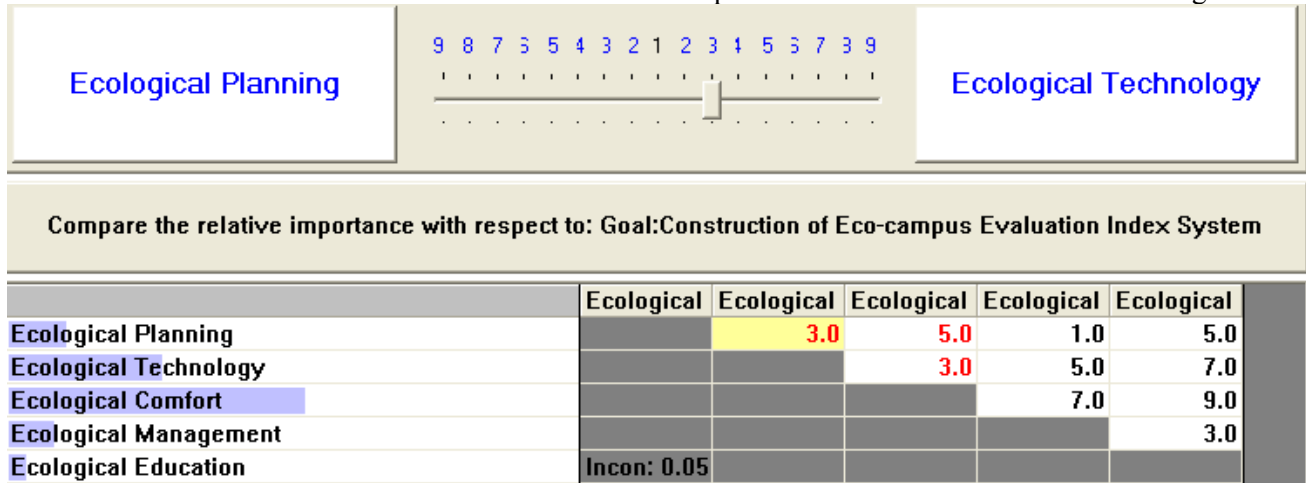 9 8 7 6 5 4 3 2 1 2 3 4 5 6 7 8 9
Ecological Planning
Ecological Technology
Compare the relative importance with respect to: Goal:Construction of Eco-campus Evaluation Index System
Ecological Ecological Ecological Ecological Ecological
Ecological Planning 3.0 5.0 1.0 5.0
Ecological Technology 3.0 5.0 7.0
Ecological Comfort 7.0 9.0
Ecological Management 3.0
Ecological Education Incon: 0.05